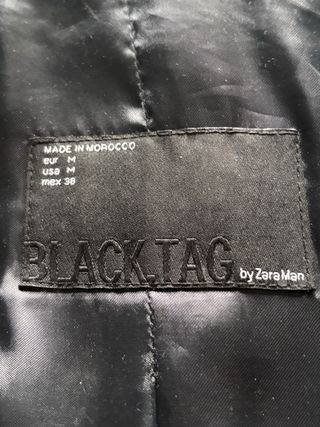 MADE IN MOROCCO
eur M
usa M
mex 38
BLACK.TAG
by Zara Man